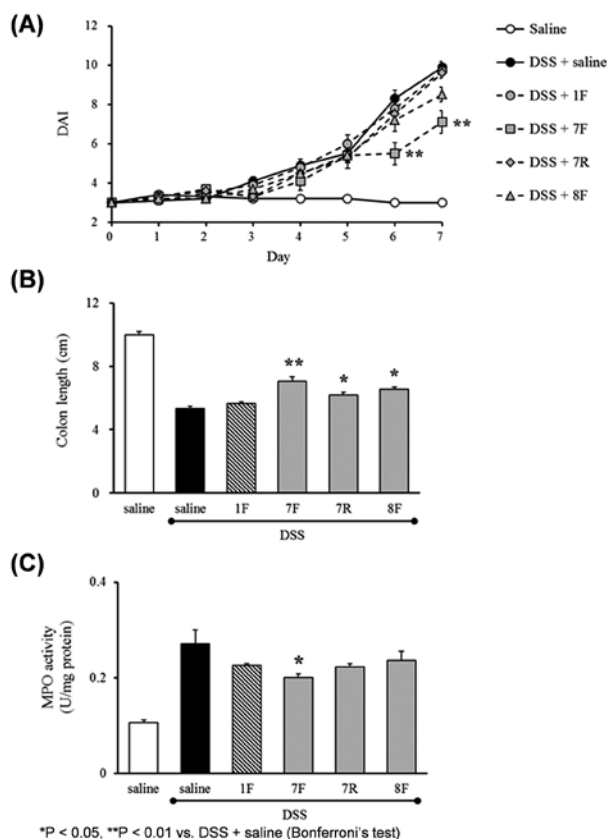 (A)
12
10
8
6
4
2
DAI
0 1 2 3 4 5 6 7
Day
**
**
Saline
DSS + saline
DSS + 1F
DSS + 7F
DSS + 7R
DSS + 8F
(B)
12
8
4
0
Colon length (cm)
** * *
saline saline 1F 7F 7R 8F
DSS
(C)
0.4
0.2
0
MPO activity
(U/mg protein)
*
saline saline 1F 7F 7R 8F
DSS
*P < 0.05, **P < 0.01 vs. DSS + saline (Bonferroni's test)